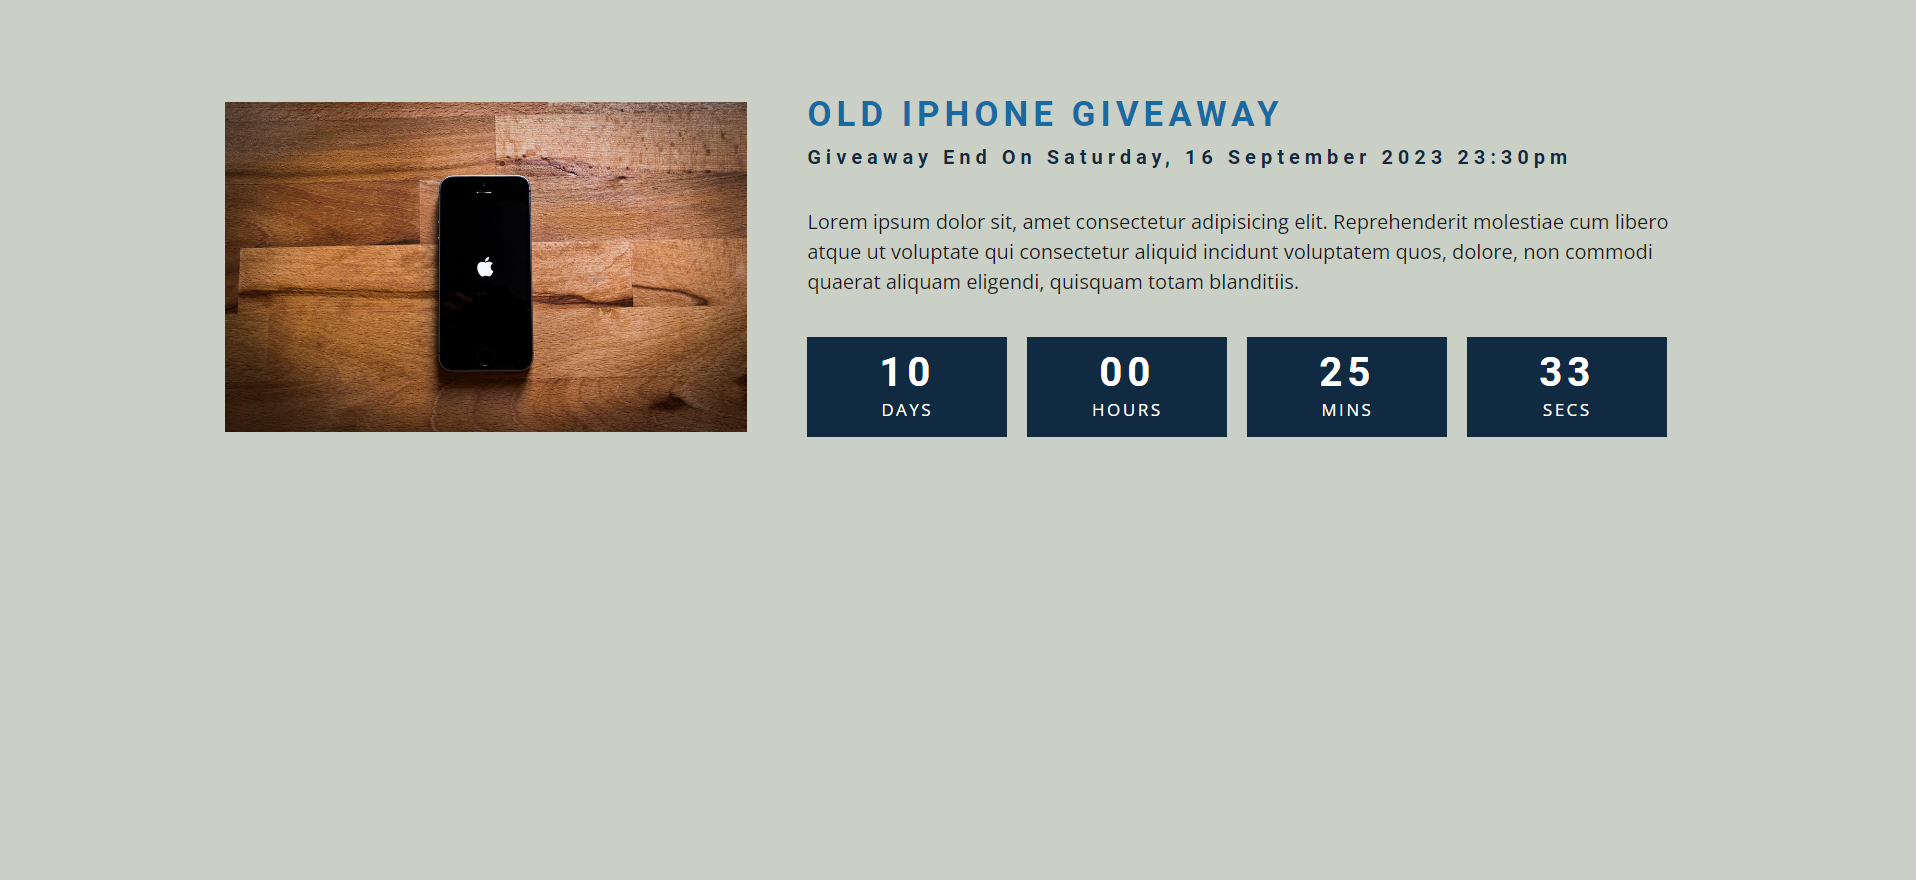 OLD IPHONE GIVEAWAY
Giveaway End On Saturday, 16 September 2023 23:30pm
Lorem ipsum dolor sit, amet consectetur adipisicing elit. Reprehenderit molestiae cum libero
atque ut voluptate qui consectetur aliquid incidunt voluptatem quos, dolore, non commodi
quaerat aliquam eligendi, quisquam totam blanditiis.
10 00 25 33
DAYS HOURS MINS SECS